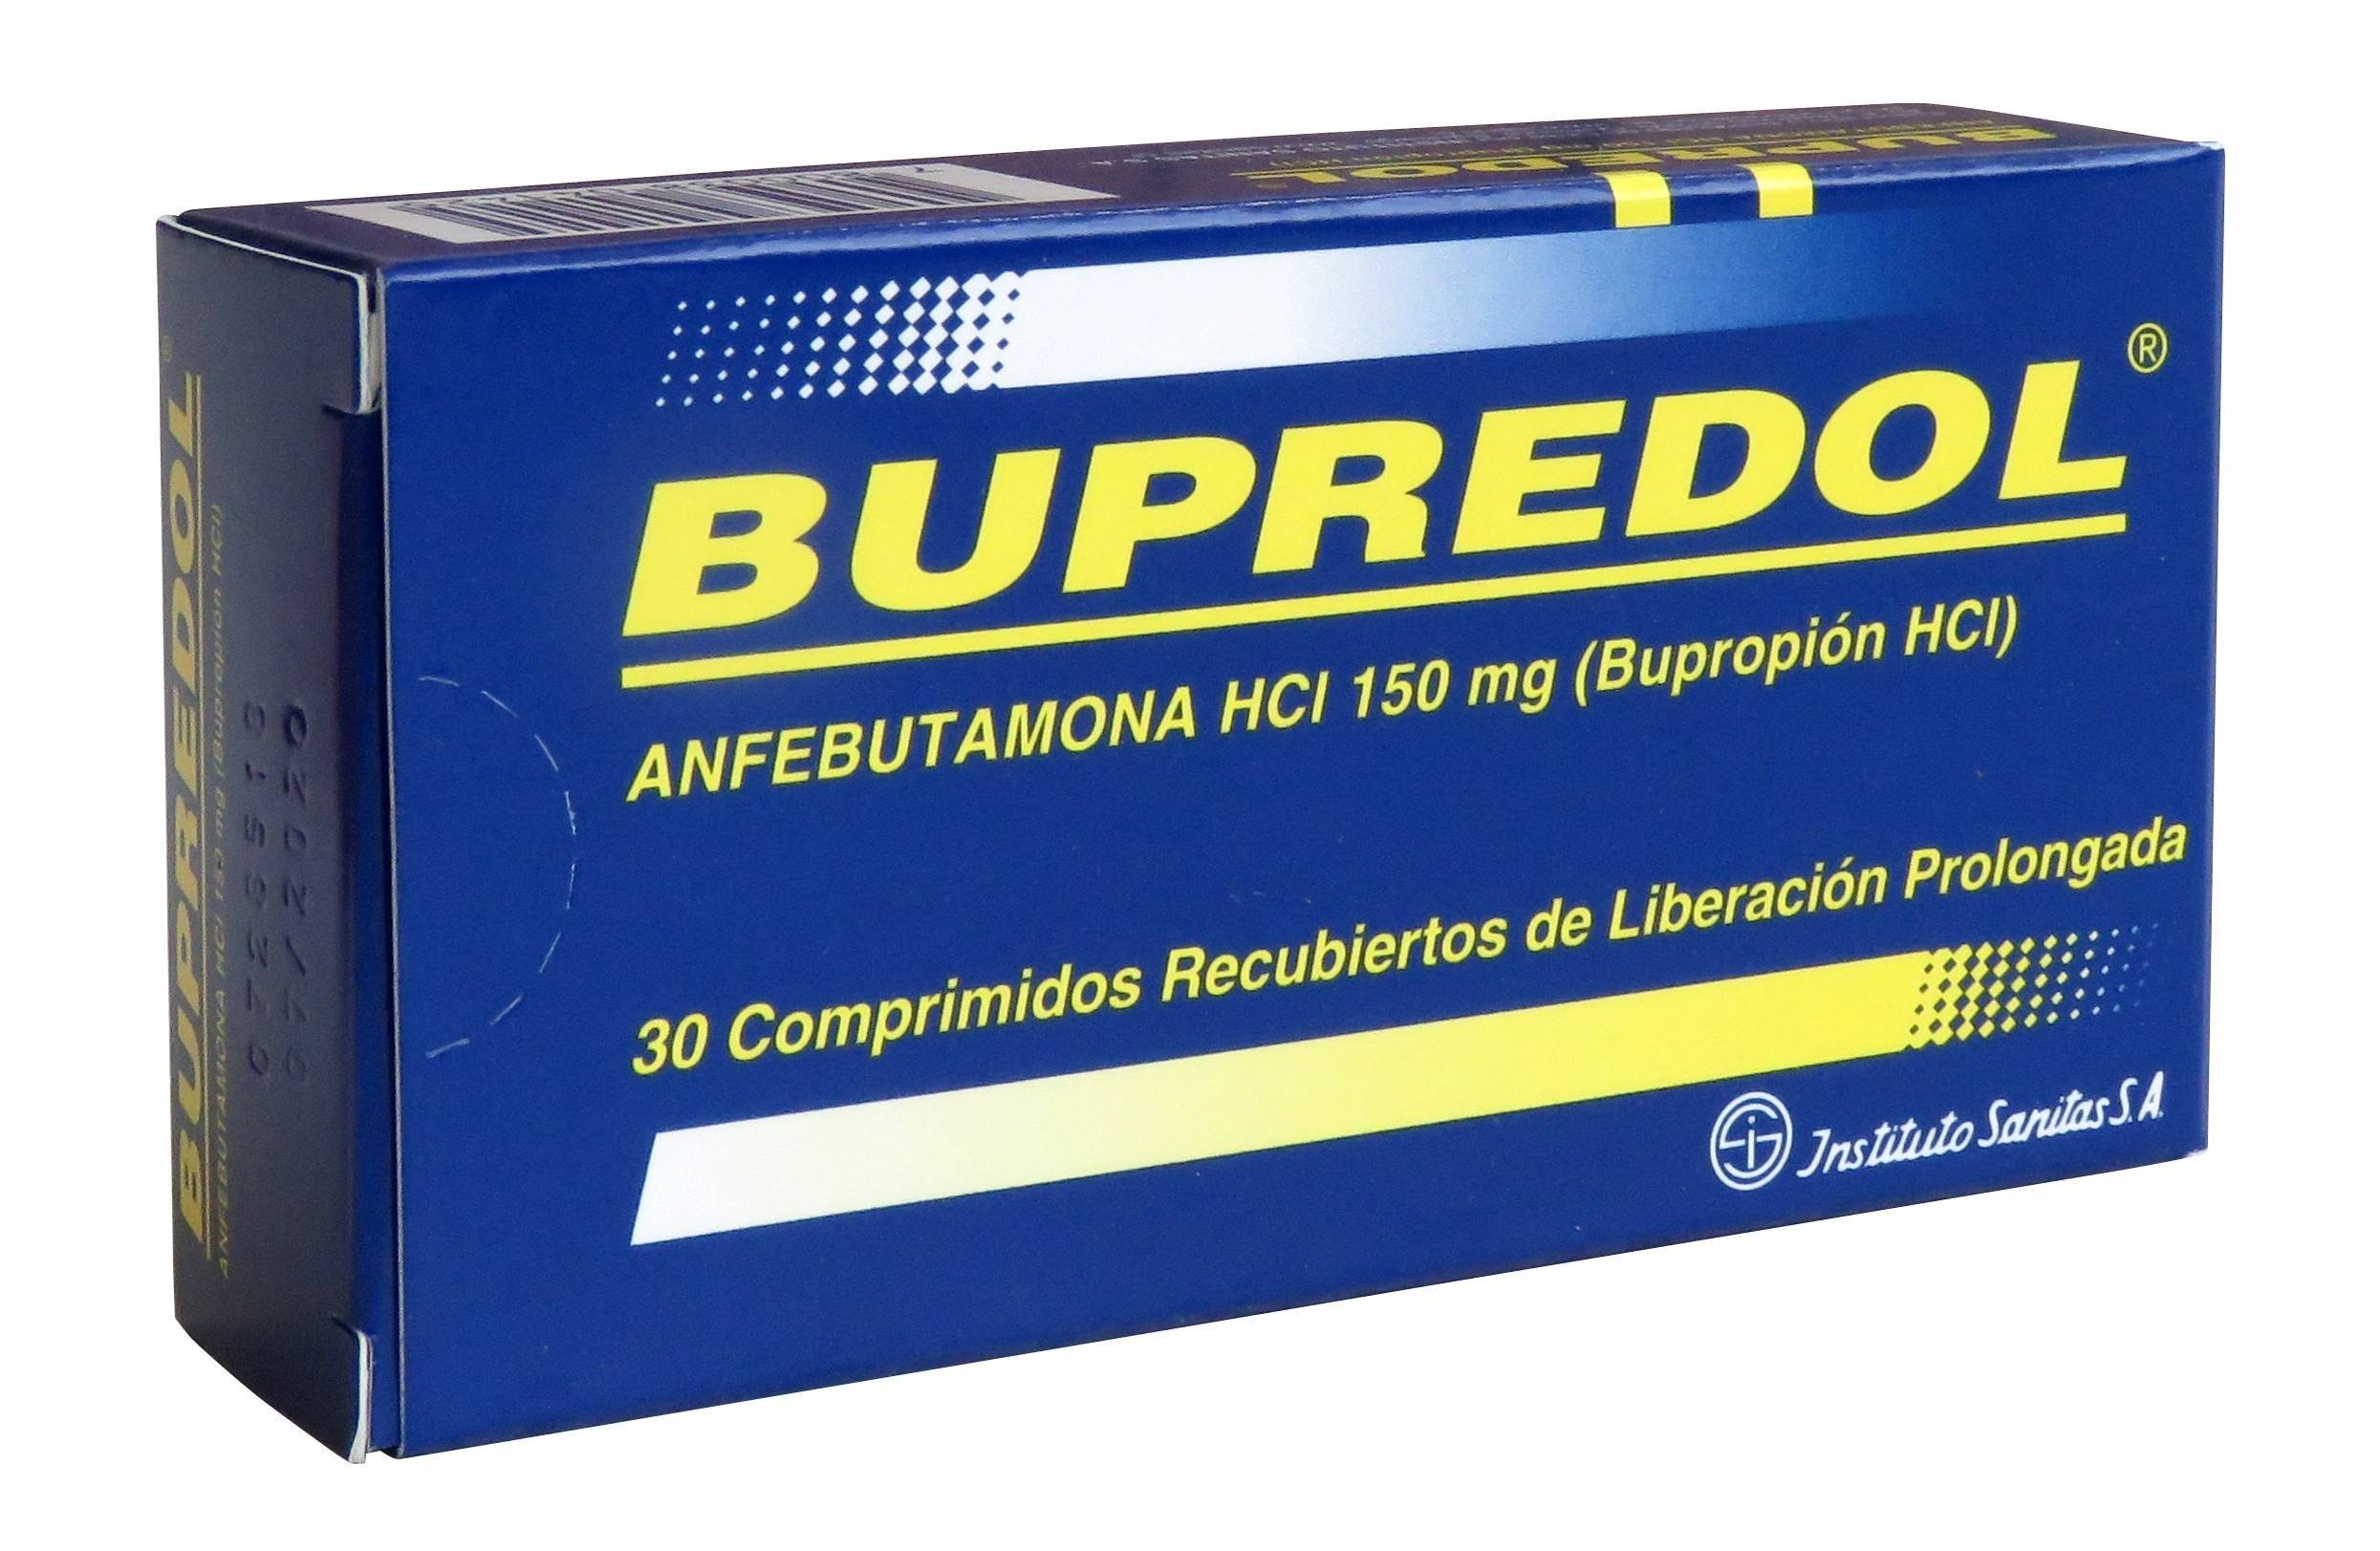 BUPREDOL®
ANFEBUTAMONA HCl 150 mg (Bupropión HCl)
30 Comprimidos Recubiertos de Liberación Prolongada
Instituto Sanitas S.A.
BUPREDOL®
ANFEBUTAMONA HCl 150 mg (Bupropión HCl)
BUPREDOL®